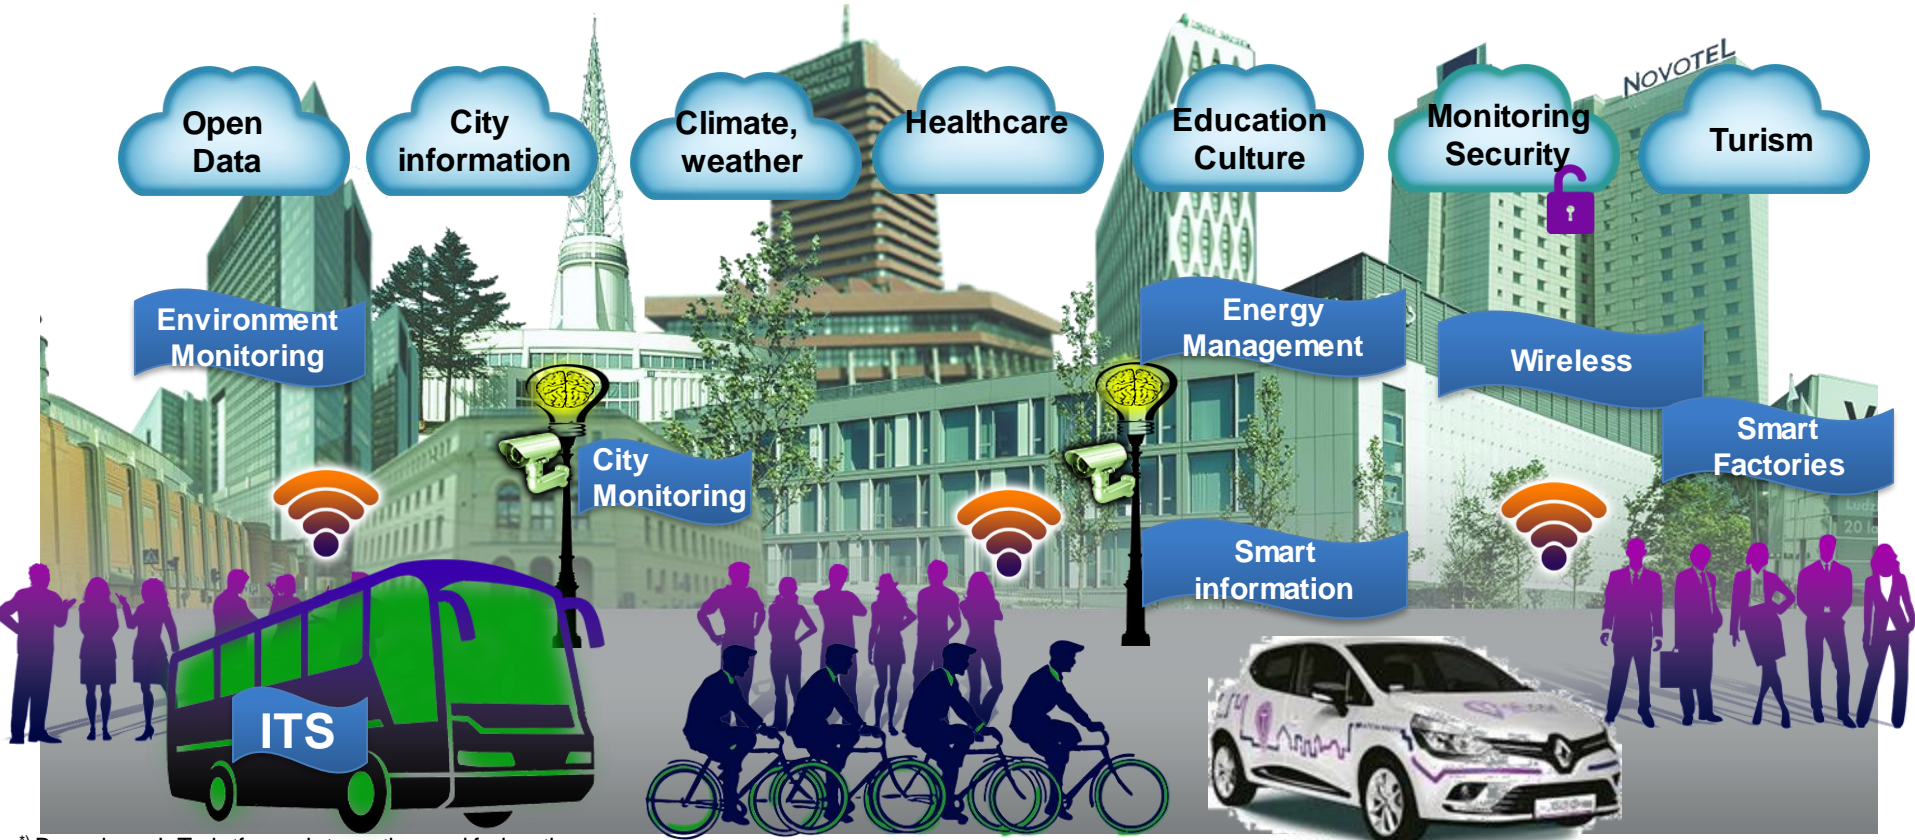 NOVOTEL
Open
Data
City
information
Climate,
weather
Healthcare
Education
Culture
Monitoring
Security
Turism
Environment
Monitoring
Energy
Management
Wireless
Smart
Factories
City
Monitoring
Smart
information
ITS